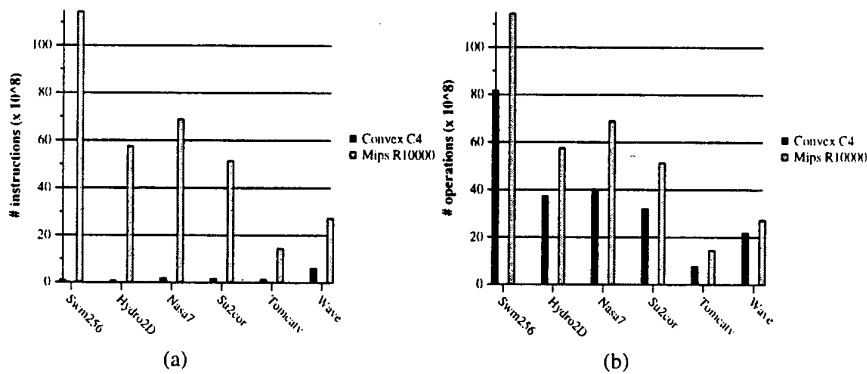 # instructions (x 10^8)
100
80
60
40
20
0
Swm256
Hydro2D
Nasa7
Su2cor
Tomcatv
Wave
Convex C4
Mips R10000
(a)
# operations (x 10^8)
100
80
60
40
20
0
Swm256
Hydro2D
Nasa7
Su2cor
Tomcatv
Wave
Convex C4
Mips R10000
(b)